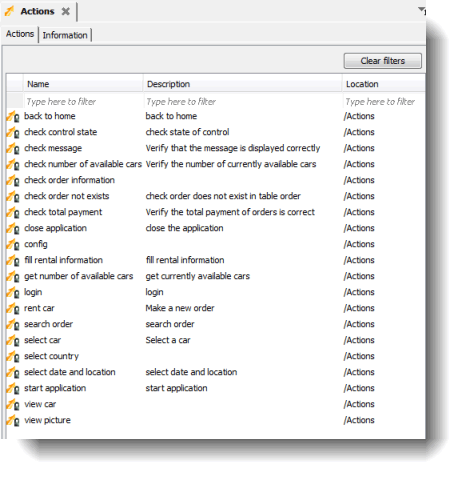 Actions
Actions Information
Clear filters
Name Description Location
Type here to filter Type here to filter Type here to filter
back to home back to home /Actions
check control state check state of control /Actions
check message Verify that the message is displayed correctly /Actions
check number of available cars Verify the number of currently available cars /Actions
check order information /Actions
check order not exists check order does not exist in table order /Actions
check total payment Verify the total payment of orders is correct /Actions
close application close the application /Actions
config /Actions
fill rental information fill rental information /Actions
get number of available cars get currently available cars /Actions
login login /Actions
rent car Make a new order /Actions
search order search order /Actions
select car Select a car /Actions
select country /Actions
select date and location select date and location /Actions
start application start application /Actions
view car /Actions
view picture /Actions